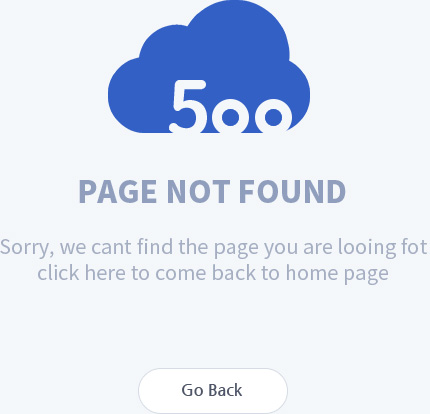 500
PAGE NOT FOUND
Sorry, we cant find the page you are looing fot
click here to come back to home page
Go Back